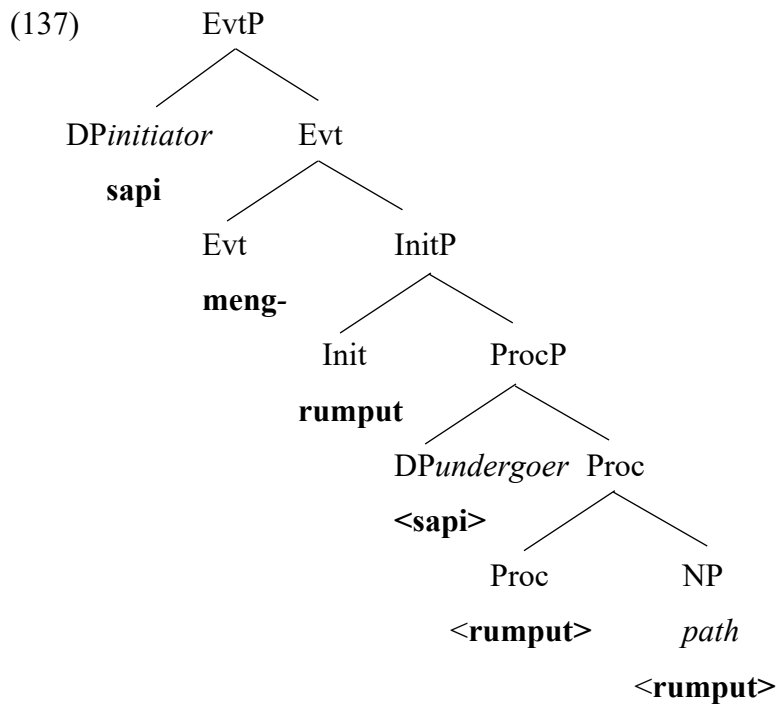 (137) EvtP
DPinitiator Evt
sapi
Evt InitP
meng-
Init ProcP
rumput
DPundergoer Proc
<sapi>
Proc NP
<rumput> path
<rumput>